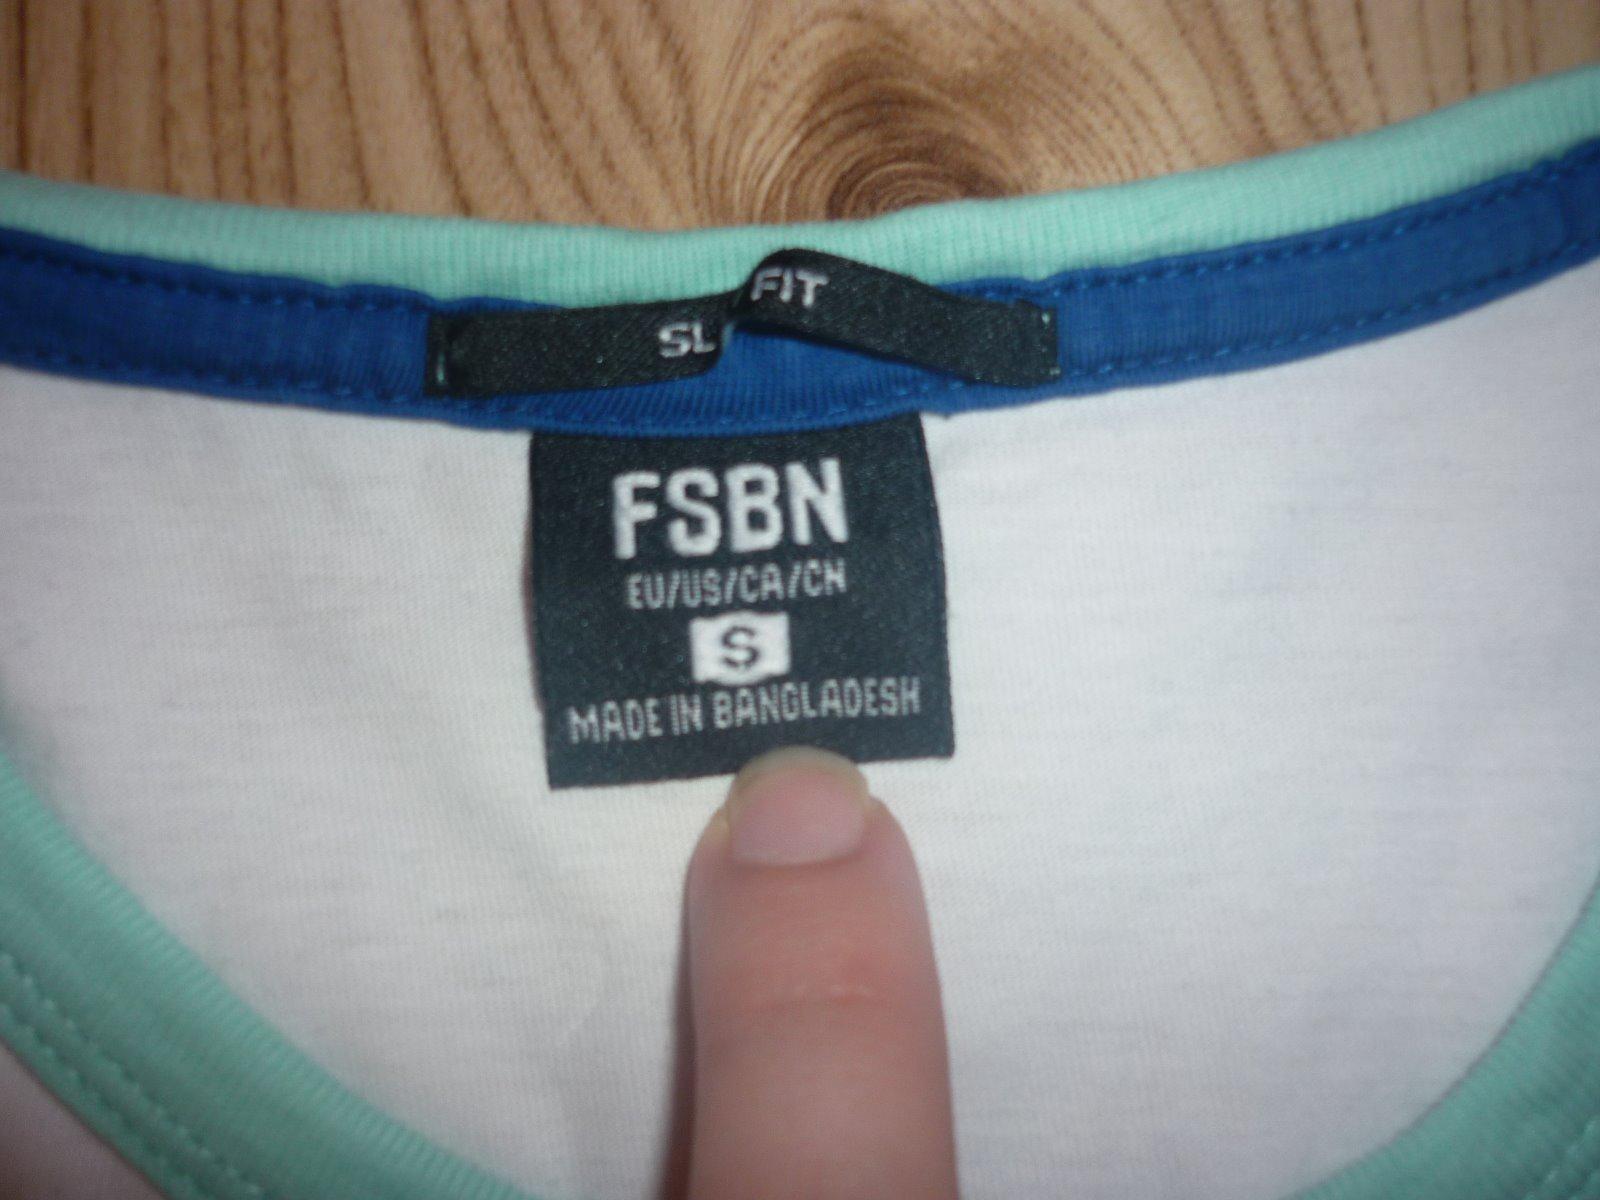 SL FIT
FSBN
EU/US/CA/CN
S
MADE IN BANGLADESH